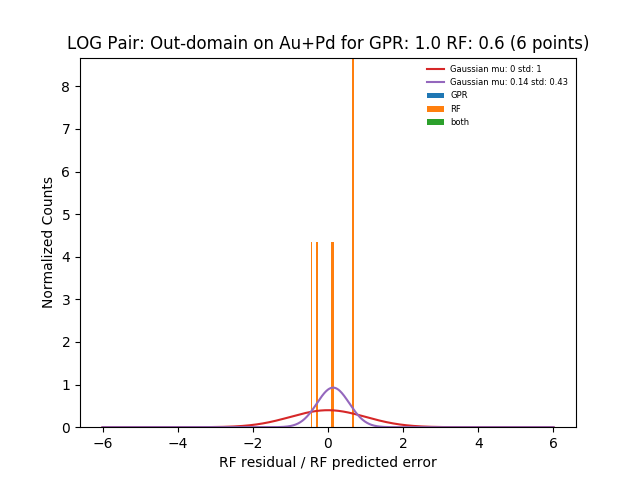 LOG Pair: Out-domain on Au+Pd for GPR: 1.0 RF: 0.6 (6 points)
Gaussian mu: 0 std: 1
Gaussian mu: 0.14 std: 0.43
GPR
RF
both
Normalized Counts
8
7
6
5
4
3
2
1
0
−6
−4
−2
0
2
4
6
RF residual / RF predicted error